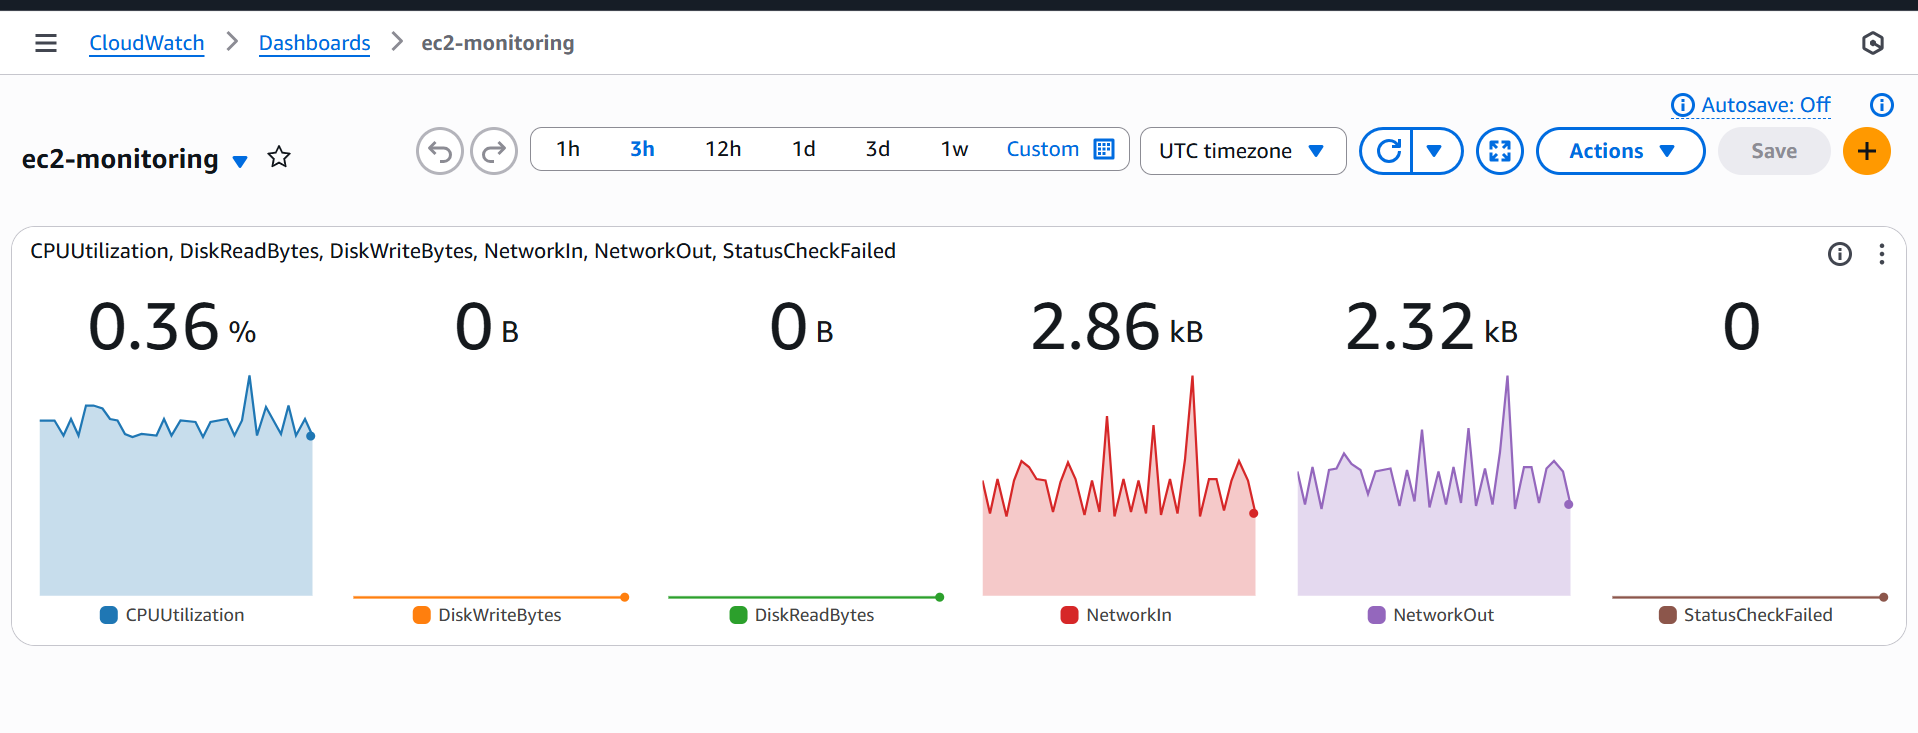 CloudWatch > Dashboards > ec2-monitoring
Autosave: Off
ec2-monitoring
1h 3h 12h 1d 3d 1w Custom
UTC timezone
Actions
Save
CPUUtilization, DiskReadBytes, DiskWriteBytes, NetworkIn, NetworkOut, StatusCheckFailed
0.36 % 0 B 0 B 2.86 kB 2.32 kB 0
CPUUtilization DiskWriteBytes DiskReadBytes NetworkIn NetworkOut StatusCheckFailed